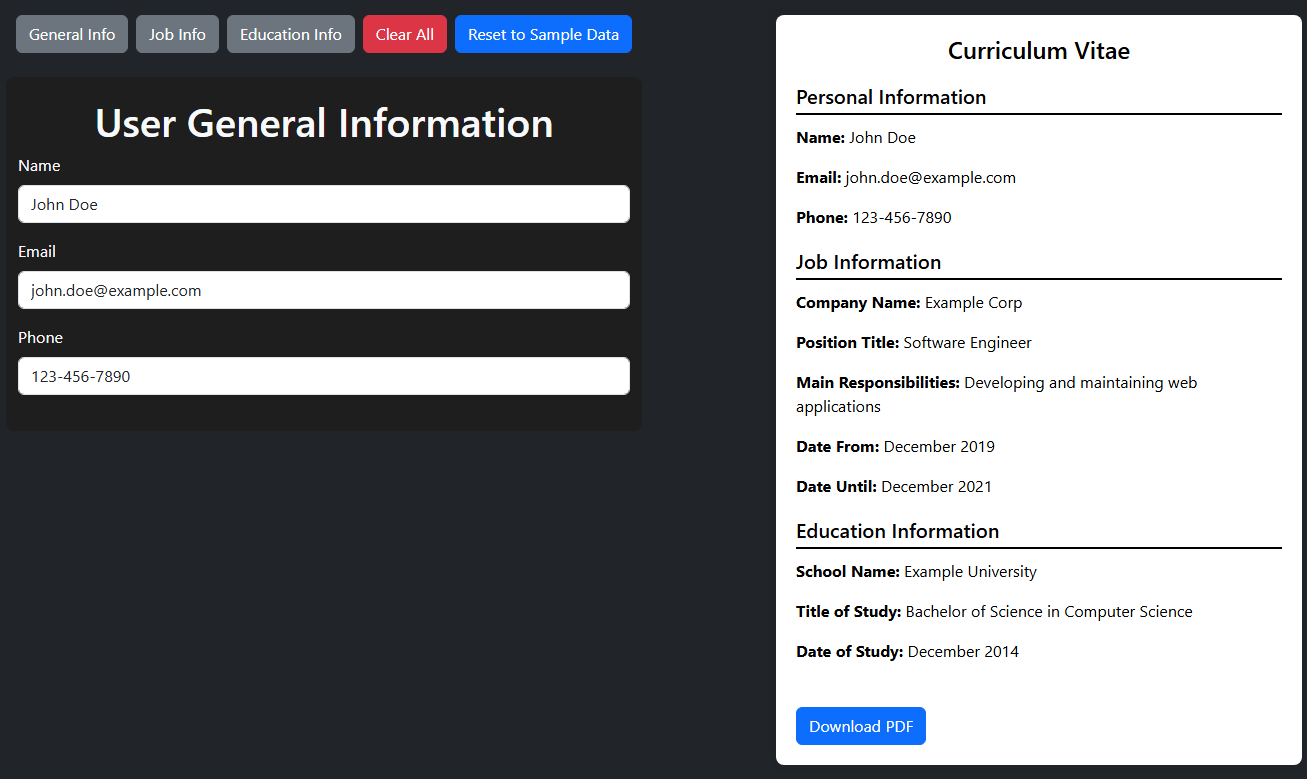 General Info
Job Info
Education Info
Clear All
Reset to Sample Data
User General Information
Name
John Doe
Email
john.doe@example.com
Phone
123-456-7890
Curriculum Vitae
Personal Information
Name: John Doe
Email: john.doe@example.com
Phone: 123-456-7890
Job Information
Company Name: Example Corp
Position Title: Software Engineer
Main Responsibilities: Developing and maintaining web
applications
Date From: December 2019
Date Until: December 2021
Education Information
School Name: Example University
Title of Study: Bachelor of Science in Computer Science
Date of Study: December 2014
Download PDF